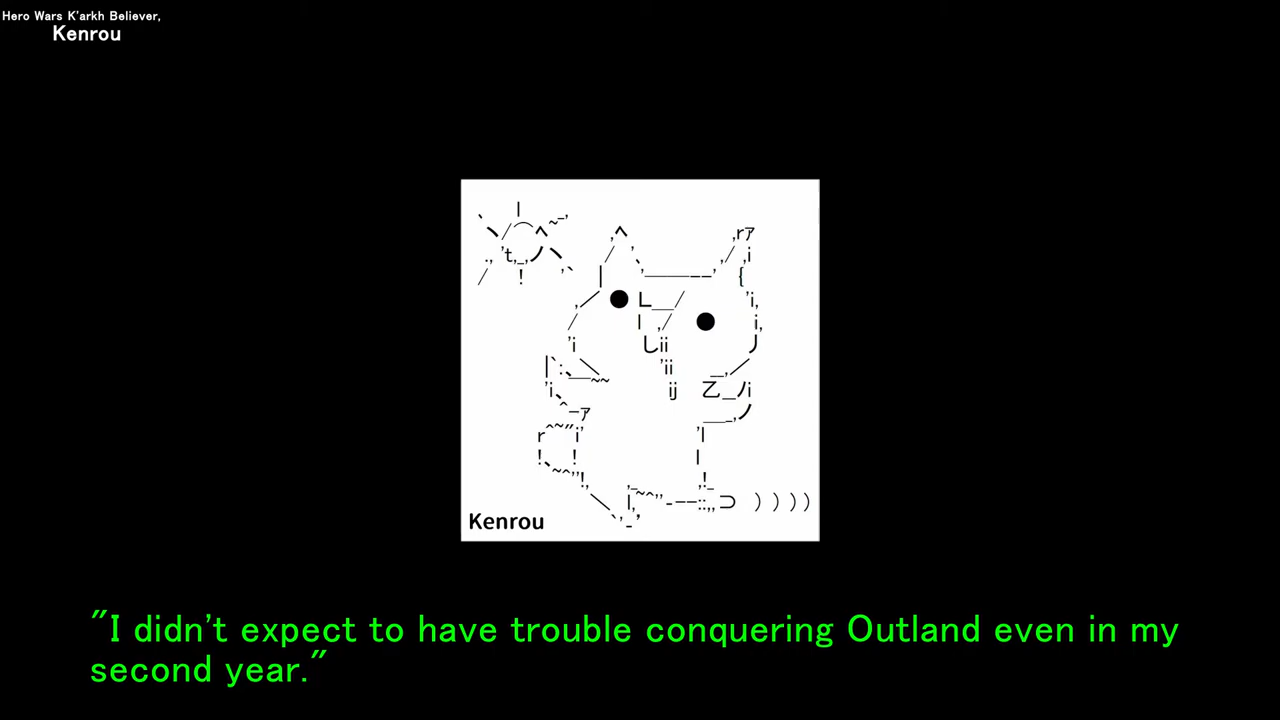 Hero Wars K'arkh Believer,
Kenrou
Kenrou
"I didn't expect to have trouble conquering Outland even in my
second year."